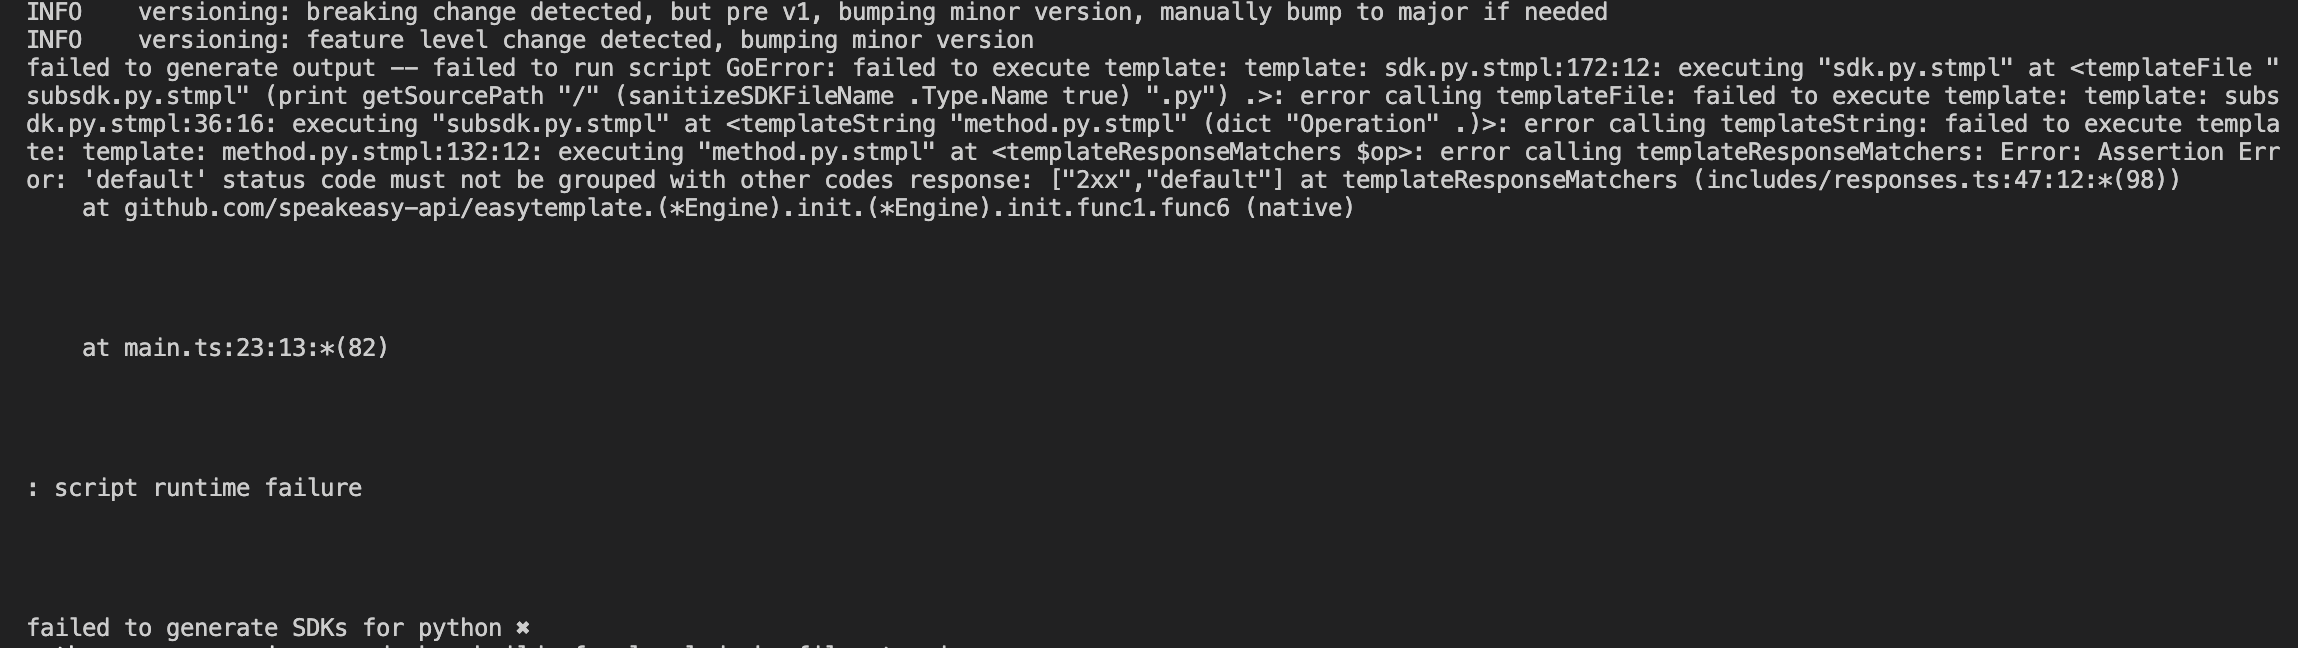 INFO    versioning: breaking change detected, but pre v1, bumping minor version, manually bump to major if needed
INFO    versioning: feature level change detected, bumping minor version
failed to generate output -- failed to run script GoError: failed to execute template: template: sdk.py.stmpl:172:12: executing "sdk.py.stmpl" at <templateFile "
subsdk.py.stmpl" (print getSourcePath "/" (sanitizeSDKFileName .Type.Name true) ".py") .>: error calling templateFile: failed to execute template: template: subs
dk.py.stmpl:36:16: executing "subsdk.py.stmpl" at <templateString "method.py.stmpl" (dict "Operation" .)>: error calling templateString: failed to execute templa
te: template: method.py.stmpl:132:12: executing "method.py.stmpl" at <templateResponseMatchers $op>: error calling templateResponseMatchers: Error: Assertion Err
or: 'default' status code must not be grouped with other codes response: ["2xx","default"] at templateResponseMatchers (includes/responses.ts:47:12:*(98))
    at github.com/speakeasy-api/easytemplate.(*Engine).init.(*Engine).init.func1.func6 (native)
    at main.ts:23:13:*(82)
: script runtime failure
failed to generate SDKs for python ✖